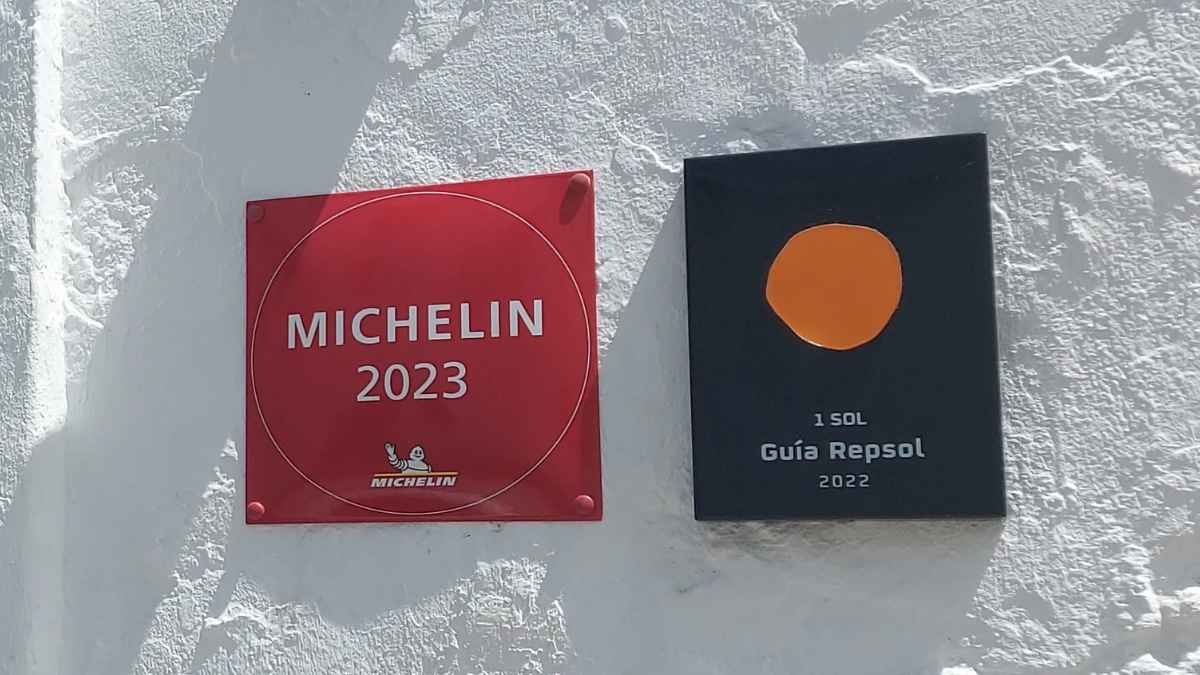 MICHELIN
2023
MICHELIN
1 SOL
Guía Repsol
2022